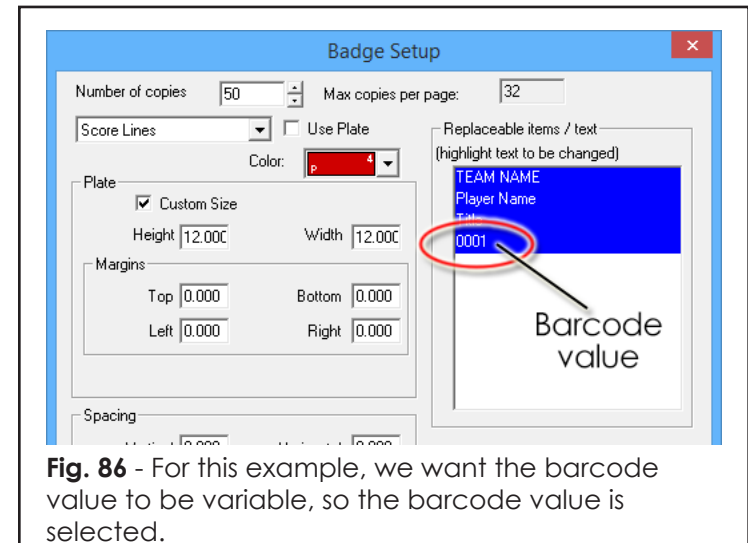 Badge Setup
Number of copies 50 Max copies per page: 32
Score Lines Use Plate
Color: P 4
Replaceable items / text
(highlight text to be changed)
TEAM NAME
Player Name
Title
0001
Barcode
value
Plate
Custom Size
Height 12.000 Width 12.000
Margins
Top 0.000 Bottom 0.000
Left 0.000 Right 0.000
Spacing
Fig. 86 - For this example, we want the barcode
value to be variable, so the barcode value is
selected.